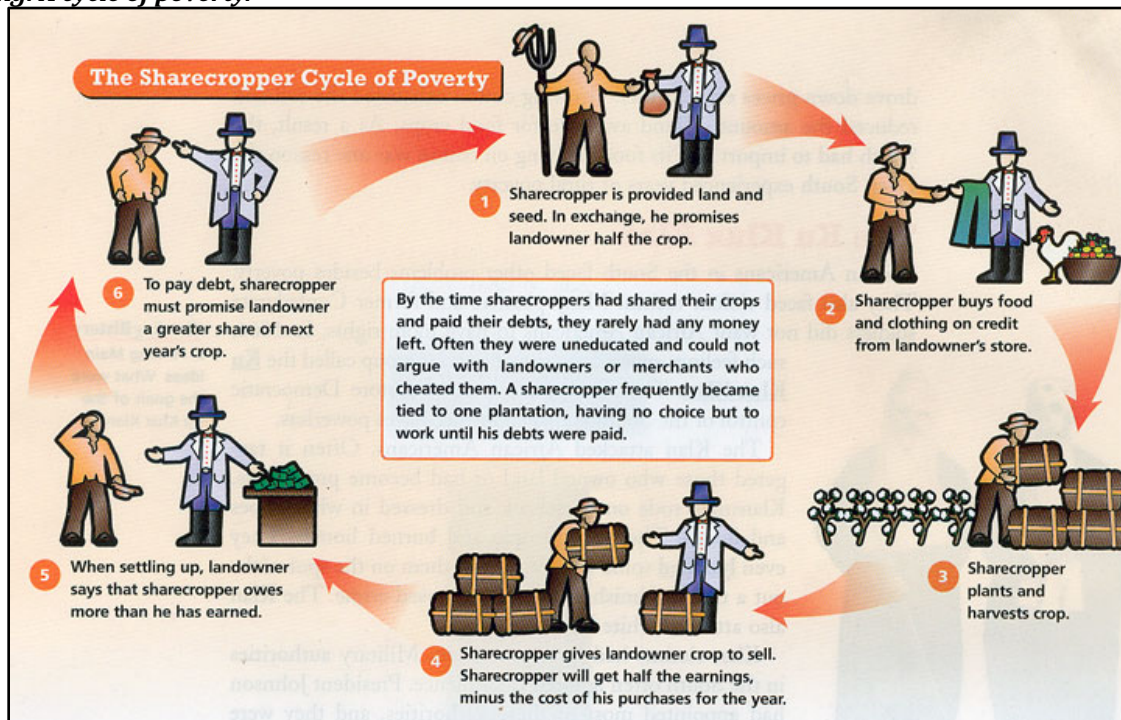 cycle of poverty.
The Sharecropper Cycle of Poverty
1 Sharecropper is provided land and
seed. In exchange, he promises
landowner half the crop.
2 Sharecropper buys food
and clothing on credit
from landowner's store.
3 Sharecropper
plants and
harvests crop.
4 Sharecropper gives landowner crop to sell.
Sharecropper will get half the earnings,
minus the cost of his purchases for the year.
5 When settling up, landowner
says that sharecropper owes
more than he has earned.
6 To pay debt, sharecropper
must promise landowner
a greater share of next
year's crop.
By the time sharecroppers had shared their crops
and paid their debts, they rarely had any money
left. Often they were uneducated and could not
argue with landowners or merchants who
cheated them. A sharecropper frequently became
tied to one plantation, having no choice but to
work until his debts were paid.